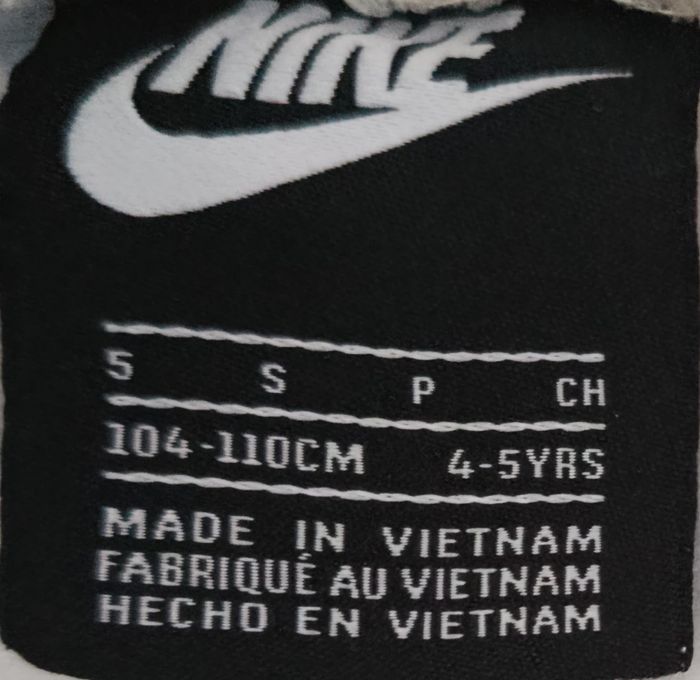 NIKE
5 S P CH
104-110CM 4-5YRS
MADE IN VIETNAM
FABRIQUÉ AU VIETNAM
HECHO EN VIETNAM